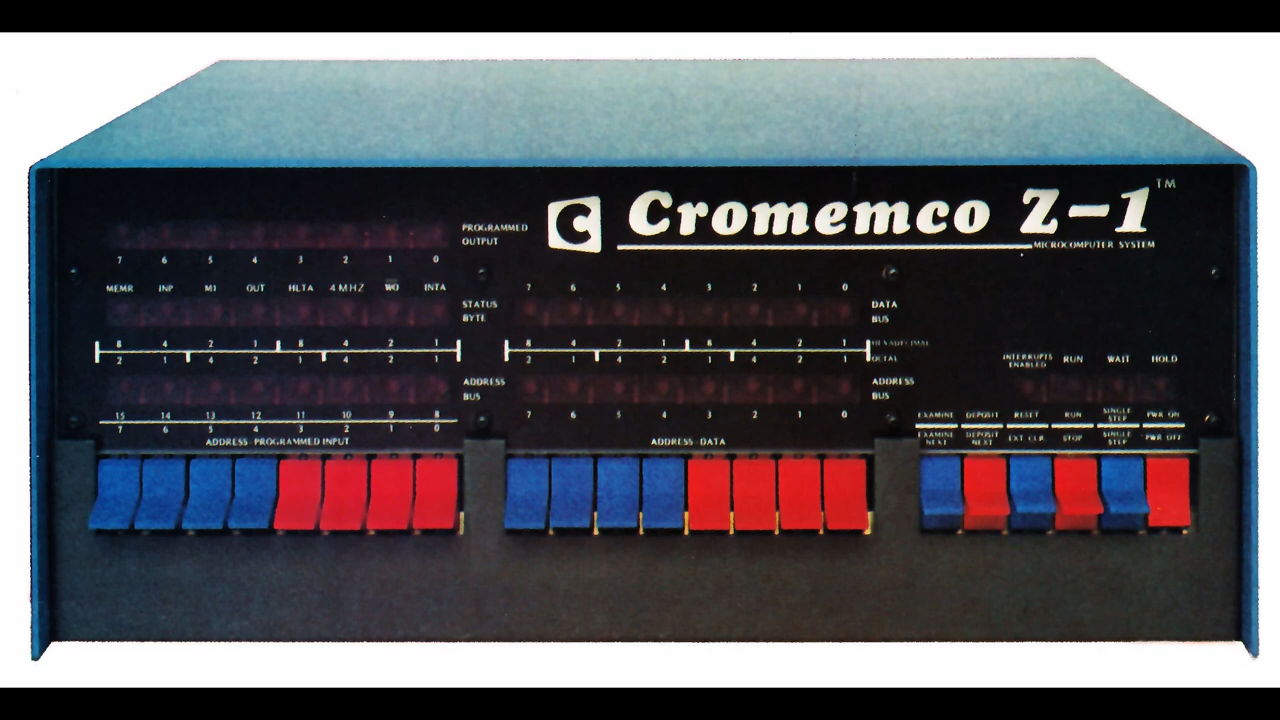 C Cromemco Z-1 TM
MICROCOMPUTER SYSTEM
PROGRAMMED
OUTPUT
7 6 5 4 3 2 1 0
MEMR INP M1 OUT HLTA 4 MHZ WO INTA
STATUS
BYTE
7 6 5 4 3 2 1 0
DATA
BUS
8 4 2 1 8 4 2 1
2 1 4 2 1 4 2 1
8 4 2 1 8 4 2 1
HEXADECIMAL
2 1 4 2 1 4 2 1
OCTAL
ADDRESS
BUS
15 14 13 12 11 10 9 8
7 6 5 4 3 2 1 0
ADDRESS-PROGRAMMED INPUT
ADDRESS
BUS
7 6 5 4 3 2 1 0
ADDRESS-DATA
INTERRUPTS
ENABLED
RUN WAIT HOLD
EXAMINE DEPOSIT RESET RUN SINGLE STEP PWR ON
EXAMINE NEXT DEPOSIT NEXT EXT CLR. STOP SINGLE STEP PWR OFF